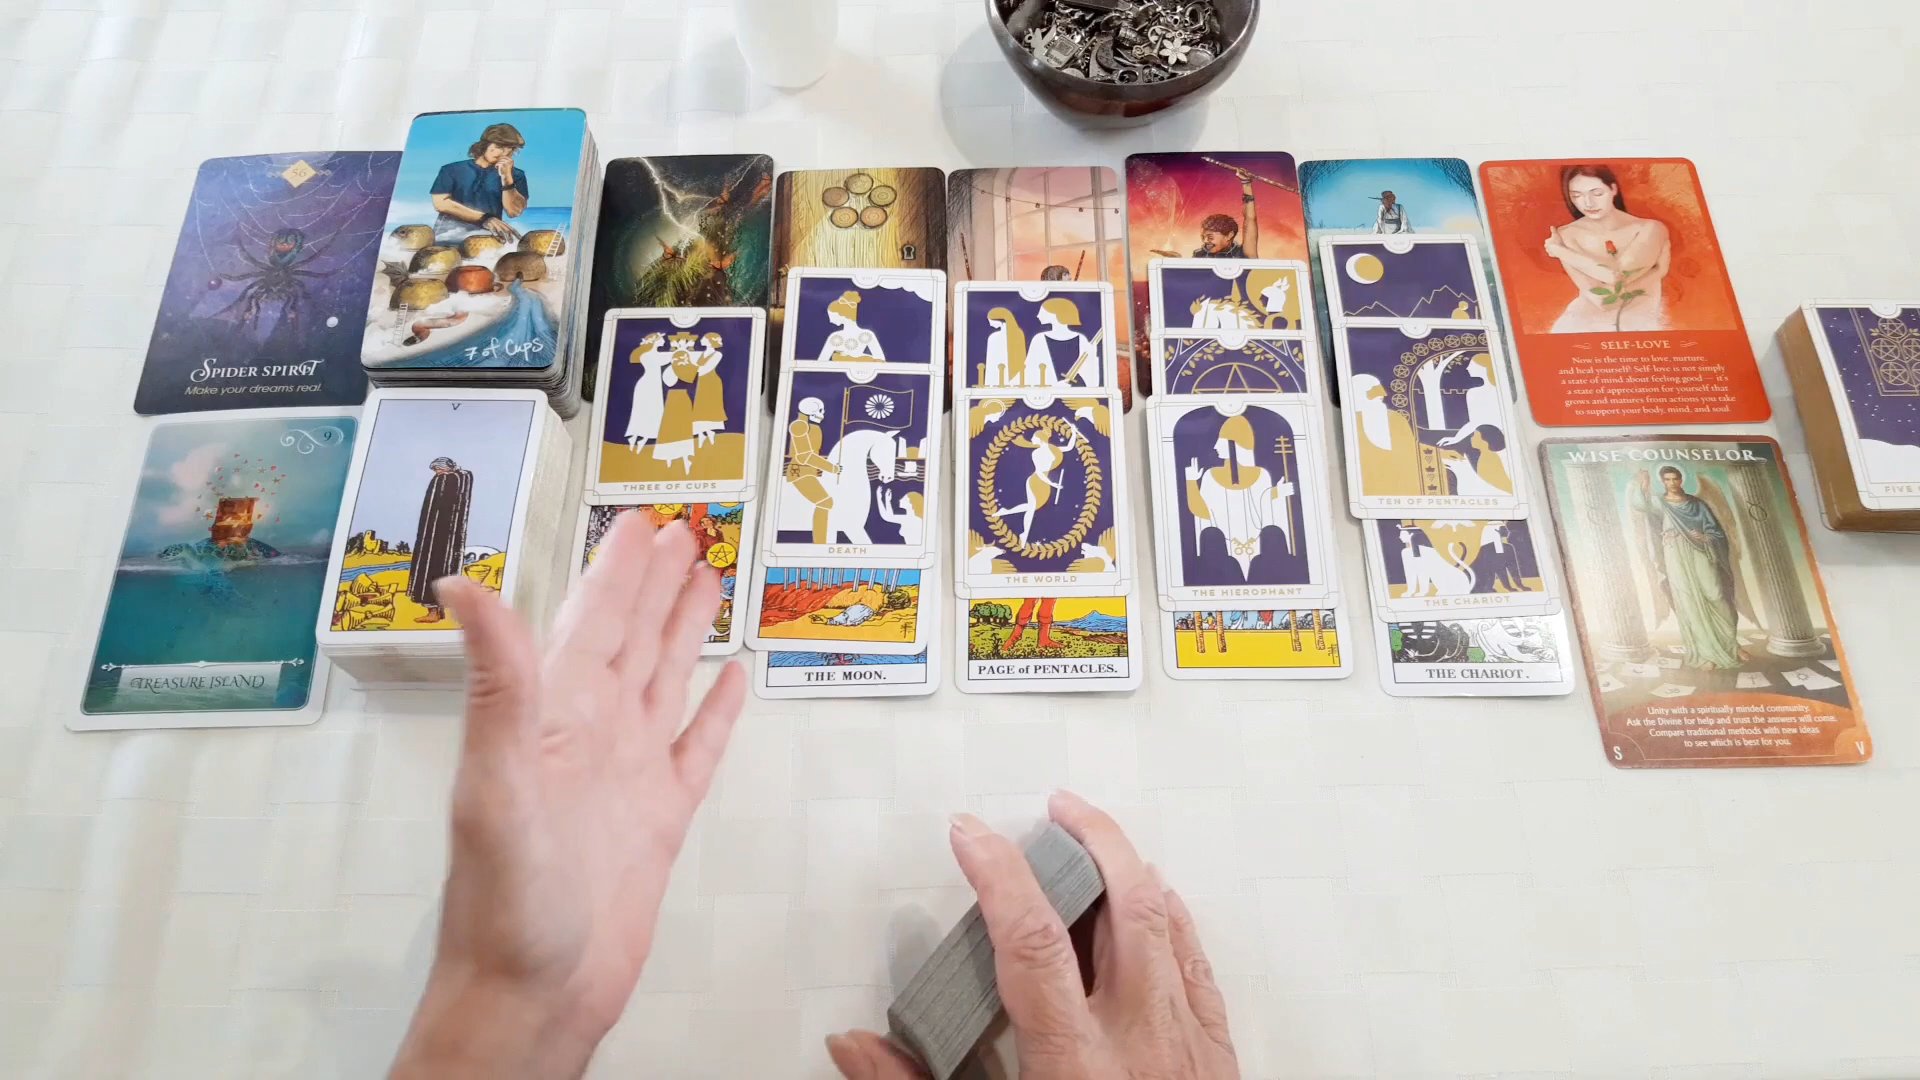 56
SPIDER SPIRIT
Make your dreams real.
7 of Cups
9
TREASURE ISLAND
V
THREE OF CUPS
DEATH
THE MOON.
THE WORLD
PAGE of PENTACLES.
THE HIEROPHANT
TEN OF PENTACLES
THE CHARIOT
THE CHARIOT.
SELF-LOVE
Now is the time to love, nurture,
and heal yourself! Self-love is not simply
a state of mind about feeling good — it's
a state of appreciation for yourself that
grows and matures from actions you take
to support your body, mind, and soul.
WISE COUNSELOR
Unity with a spiritually minded community.
Ask the Divine for help and trust the answers will come.
Compare traditional methods with new ideas
to see which is best for you.
S
V
FIVE